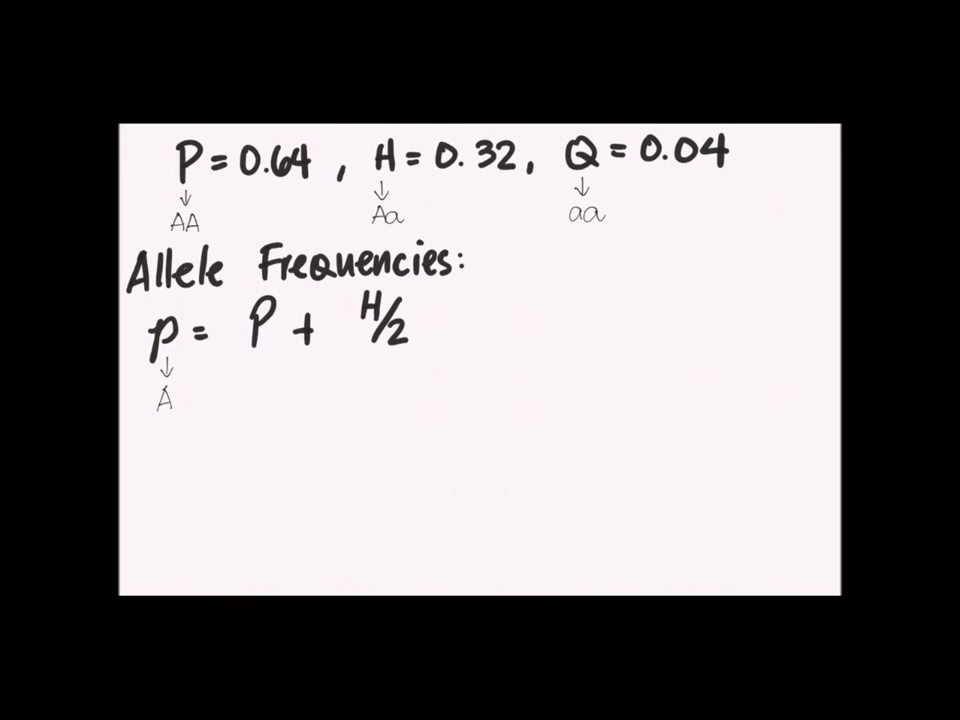 P = 0.64 , H = 0.32, Q = 0.04
↓ ↓ ↓
AA Aa aa
Allele Frequencies:
p = P + H/2
↓
A